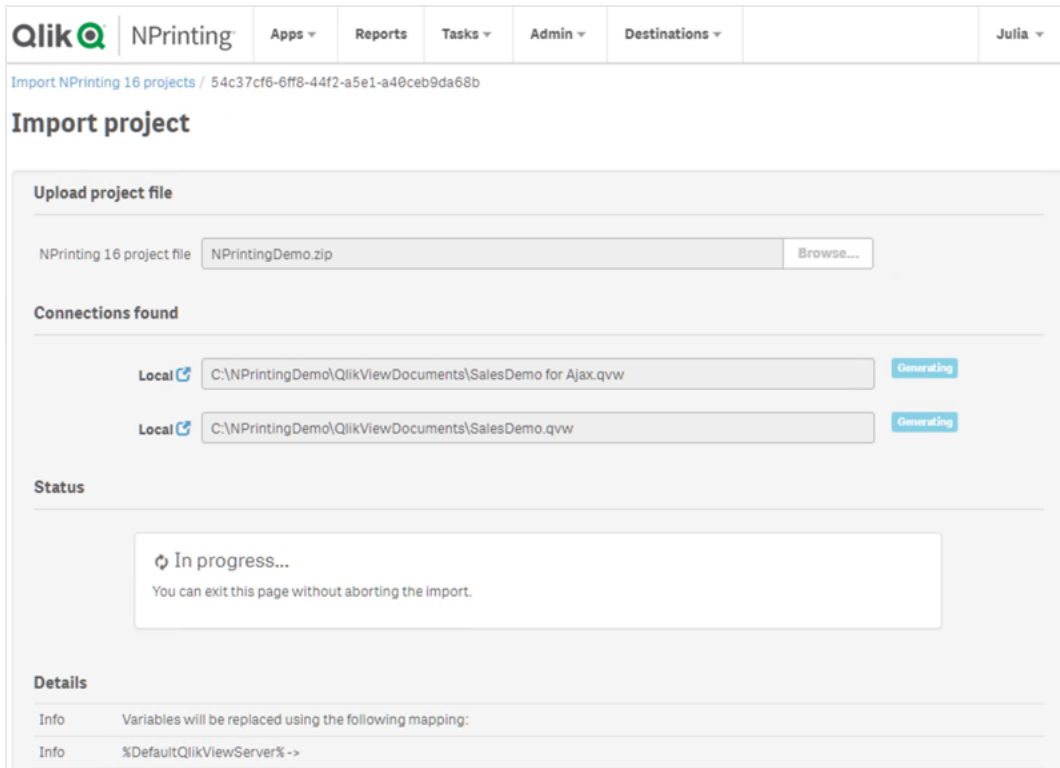 Qlik NPrinting Apps Reports Tasks Admin Destinations Julia
Import NPrinting 16 projects / 54c37cf6-6ff8-44f2-a5e1-a40ceb9da68b
Import project
Upload project file
NPrinting 16 project file NPrintingDemo.zip Browse...
Connections found
Local C:\NPrintingDemo\QlikViewDocuments\SalesDemo for Ajax.qvw Generating
Local C:\NPrintingDemo\QlikViewDocuments\SalesDemo.qvw Generating
Status
In progress...
You can exit this page without aborting the import.
Details
Info Variables will be replaced using the following mapping:
Info %DefaultQlikViewServer% ->